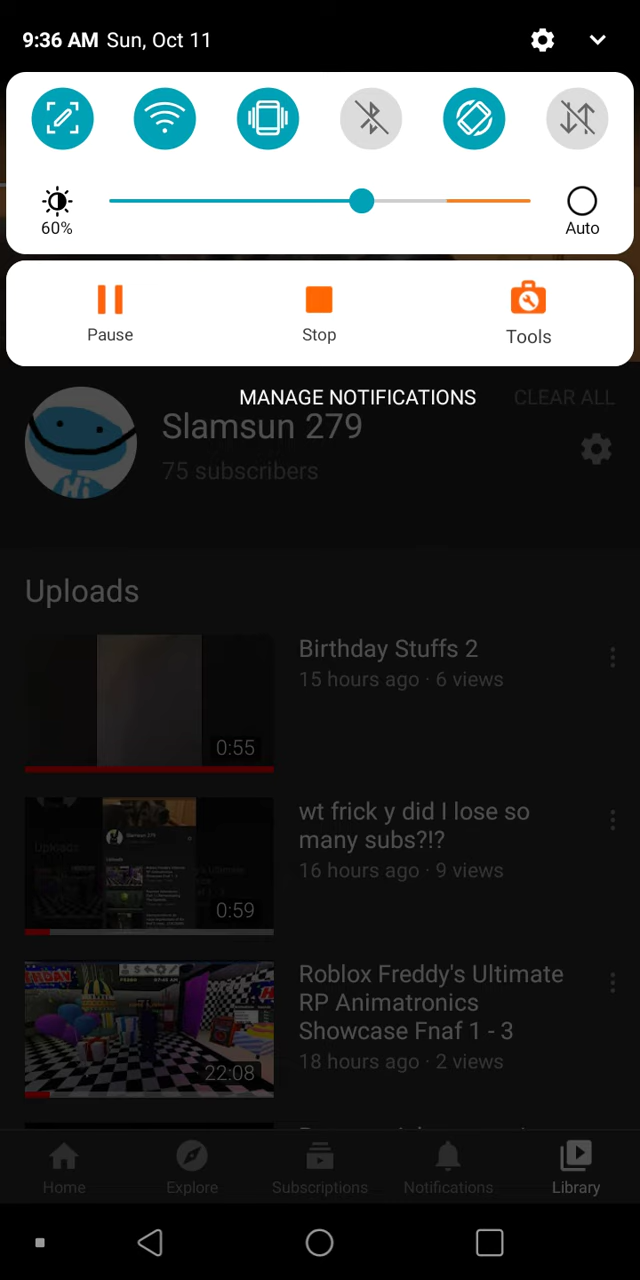 9:36 AM Sun, Oct 11
60%
Auto
Pause
Stop
Tools
MANAGE NOTIFICATIONS
CLEAR ALL
Slamsun 279
75 subscribers
Hi
Uploads
Birthday Stuffs 2
15 hours ago · 6 views
0:55
wt frick y did I lose so
many subs?!?
16 hours ago · 9 views
Slamsun 279
Uploads
0:59
Roblox Freddy's Ultimate
RP Animatronics
Showcase Fnaf 1 - 3
18 hours ago · 2 views
22:08
Home
Explore
Subscriptions
Notifications
Library